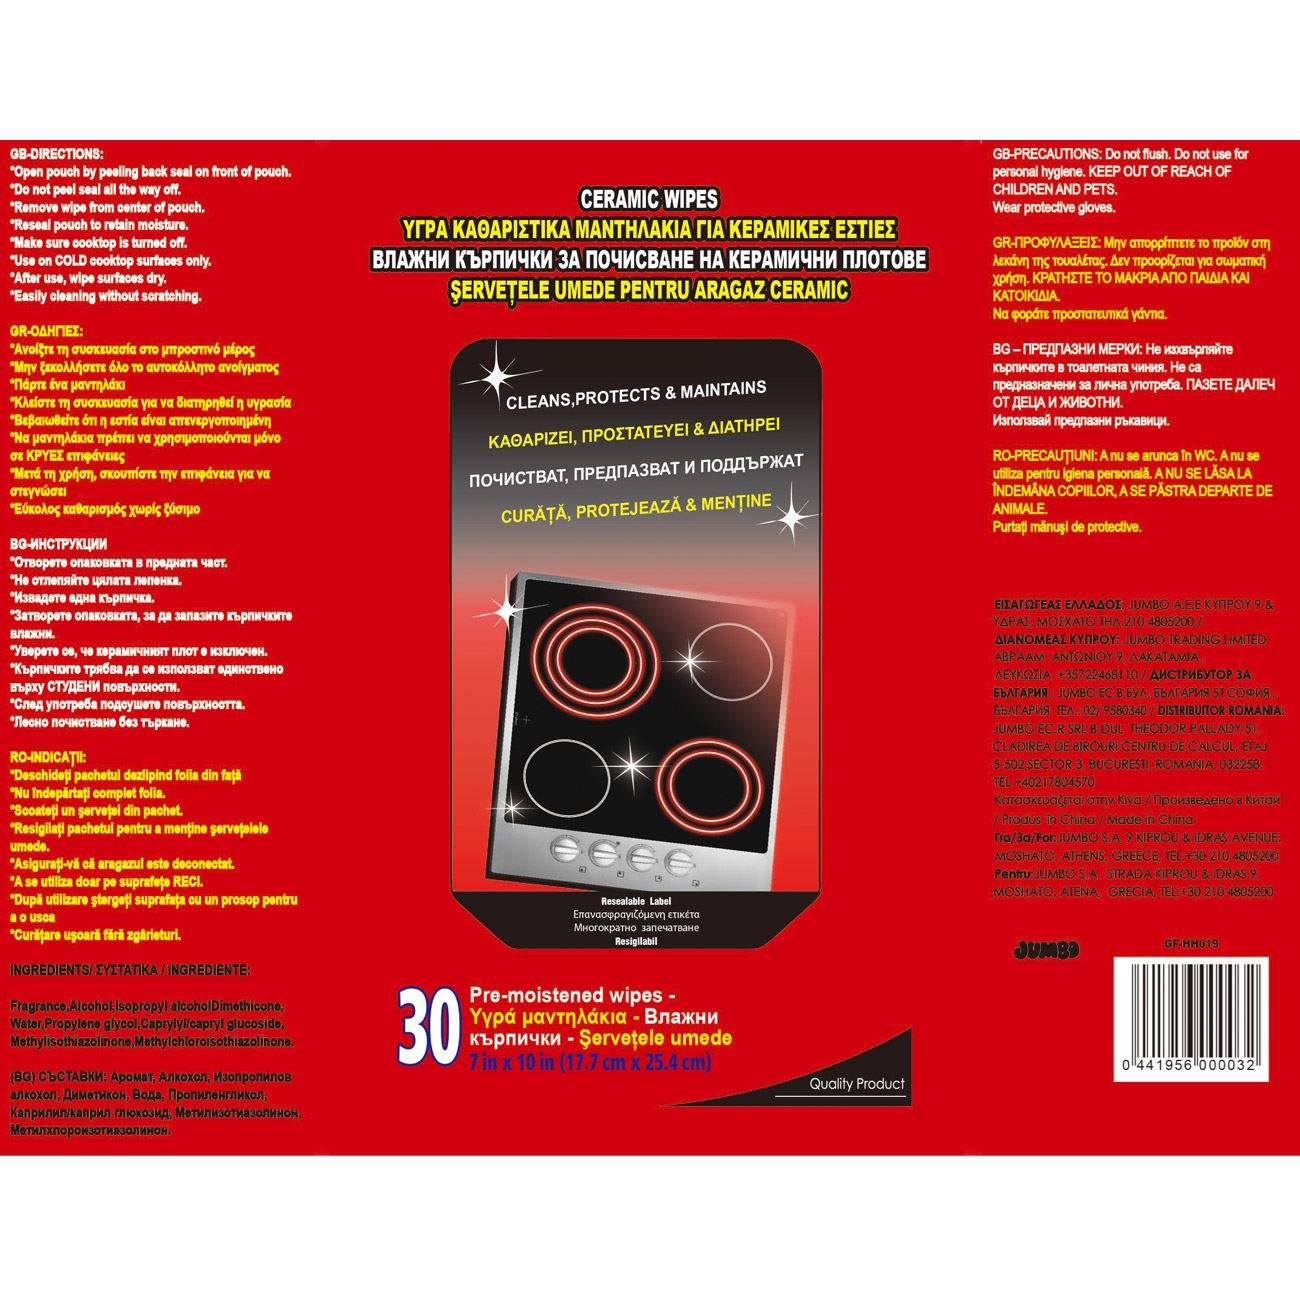 GB-DIRECTIONS:
*Open pouch by peeling back seal on front of pouch.
*Do not peel seal all the way off.
*Remove wipe from center of pouch.
*Reseal pouch to retain moisture.
*Make sure cooktop is turned off.
*Use on COLD cooktop surfaces only.
*After use, wipe surfaces dry.
*Easily cleaning without scratching.
GR-ΟΔΗΓΙΕΣ:
*Ανοίξτε τη συσκευασία στο μπροστινό μέρος
*Μην ξεκολλήσετε όλο το αυτοκόλλητο ανοίγματος
*Πάρτε ένα μαντηλάκι
*Κλείστε τη συσκευασία για να διατηρηθεί η υγρασία
*Βεβαιωθείτε ότι η εστία είναι απενεργοποιημένη
*Να μαντηλάκια πρέπει να χρησιμοποιούνται μόνο
σε ΚΡΥΕΣ επιφάνειες
*Μετά τη χρήση, σκουπίστε την επιφάνεια για να
στεγνώσει
*Εύκολος καθαρισμός χωρίς ξύσιμο
BG-ИНСТРУКЦИИ
*Отворете опаковката в предната част.
*Не отлепяйте цялата лепенка.
*Извадете една кърпичка.
*Затворете опаковката, за да запазите кърпичките
влажни.
*Уверете се, че керамичният плот е изключен.
*Кърпичките трябва да се използват единствено
върху СТУДЕНИ повърхности.
*След употреба подсушете повърхността.
*Лесно почистване без търкане.
RO-INDICAȚII:
*Deschideți pachetul dezlipind folia din față
*Nu îndepărtați complet folia.
*Scoateți un șervețel din pachet.
*Resigilați pachetul pentru a menține șervețelele
umede.
*Asigurați-vă că aragazul este deconectat.
*A se utiliza doar pe suprafețe RECI.
*După utilizare ștergeți suprafața cu un prosop pentru
a o usca
*Curățare ușoară fără zgârieturi.
INGREDIENTS/ ΣΥΣΤΑΤΙΚΑ / INGREDIENTE:
Fragrance,Alcohol,Isopropyl alcoholDimethicone,
Water,Propylene glycol,Caprylyl/capryl glucoside,
Methylisothiazolinone,Methylchloroisothiazolinone.
(BG) СЪСТАВКИ: Аромат, Алкохол, Изопропилов
алкохол, Диметикон, Вода, Пропиленгликол,
Каприлил/каприл глюкозид, Метилизотиазолинон,
Метилхлороизотиазолинон.
CERAMIC WIPES
ΥΓΡΑ ΚΑΘΑΡΙΣΤΙΚΑ ΜΑΝΤΗΛΑΚΙΑ ΓΙΑ ΚΕΡΑΜΙΚΕΣ ΕΣΤΙΕΣ
ВЛАЖНИ КЪРПИЧКИ ЗА ПОЧИСВАНЕ НА КЕРАМИЧНИ ПЛОТОВЕ
ŞERVEȚELE UMEDE PENTRU ARAGAZ CERAMIC
CLEANS,PROTECTS & MAINTAINS
ΚΑΘΑΡΙΖΕΙ, ΠΡΟΣΤΑΤΕΥΕΙ & ΔΙΑΤΗΡΕΙ
ПОЧИСТВАТ, ПРЕДПАЗВАТ И ПОДДЪРЖАТ
CURĂȚĂ, PROTEJEAZĂ & MENȚINE
Resealable Label
Επανασφραγιζόμενη ετικέτα
Многократно запечатване
Resigilabil
30 Pre-moistened wipes -
Υγρά μαντηλάκια - Влажни
кърпички - Şervețele umede
7 in x 10 in (17.7 cm x 25.4 cm)
Quality Product
GB-PRECAUTIONS: Do not flush. Do not use for
personal hygiene. KEEP OUT OF REACH OF
CHILDREN AND PETS.
Wear protective gloves.
GR-ΠΡΟΦΥΛΑΞΕΙΣ: Μην απορρίπτετε το προϊόν στη
λεκάνη της τουαλέτας. Δεν προορίζεται για σωματική
χρήση. ΚΡΑΤΗΣΤΕ ΤΟ ΜΑΚΡΙΑ ΑΠΟ ΠΑΙΔΙΑ ΚΑΙ
ΚΑΤΟΙΚΙΔΙΑ.
Να φοράτε προστατευτικά γάντια.
BG – ПРЕДПАЗНИ МЕРКИ: Не изхвърляйте
кърпичките в тоалетната чиния. Не са
предназначени за лична употреба. ПАЗЕТЕ ДАЛЕЧ
ОТ ДЕЦА И ЖИВОТНИ.
Използвай предпазни ръкавици.
RO-PRECAUȚIUNI: A nu se arunca în WC. A nu se
utiliza pentru igiena personală. A NU SE LĂSA LA
ÎNDEMÂNA COPIILOR, A SE PĂSTRA DEPARTE DE
ANIMALE.
Purtați mănuși de protective.
ΕΙΣΑΓΩΓΕΑΣ ΕΛΛΑΔΟΣ: JUMBO A.E.E ΚΥΠΡΟΥ 9 &
ΥΔΡΑΣ, ΜΟΣΧΑΤΟ ΤΗΛ.210 4805200 /
ΔΙΑΝΟΜΕΑΣ ΚΥΠΡΟΥ: JUMBO TRADING LIMITED
ΑΒΡΑΑΜ ΑΝΤΩΝΙΟΥ 9, ΛΑΚΑΤΑΜΙΑ ,
ΛΕΥΚΩΣΙΑ +35722468110 / ДИСТРИБУТОР ЗА
БЪЛГАРИЯ : JUMBO EC.B БУЛ. БЪЛГАРИЯ 51 СОФИЯ,
БЪЛГАРИЯ ТЕЛ.: 02/ 9580340 / DISTRIBUITOR ROMANIA:
JUMBO EC.R SRL B-DUL THEODOR PALLADY 51,
CLADIREA DE BIROURI CENTRU DE CALCUL, ETAJ
5-502,SECTOR 3, BUCURESTI, ROMANIA, 032258.
TEL +40217804570
Κατασκευάζεται στην Κίνα / Произведено в Китай
/ Produs în China / Made in China
Για/За/For:JUMBO S.A. 9 KIPROU & IDRAS AVENUE,
MOSHATO, ATHENS, GREECE, TEL:+30 210 4805200
Pentru:JUMBO S.A. STRADA KIPROU & IDRAS 9,
MOSHATO, ATENA, GRECIA, TEL:+30 210 4805200
JUMBO
GF-HH019
0 441956 000032